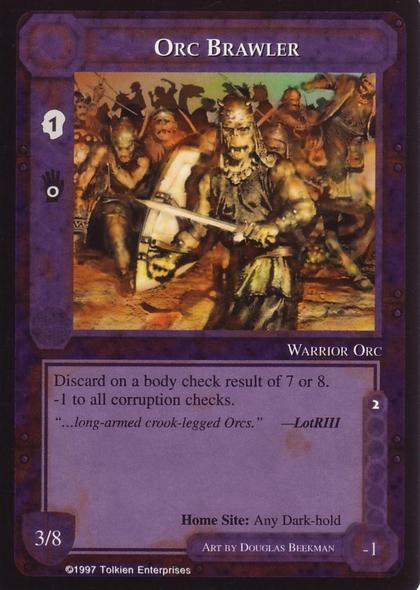 ORC BRAWLER
1
0
WARRIOR ORC
Discard on a body check result of 7 or 8.
-1 to all corruption checks.
“...long-armed crook-legged Orcs.” —LotRIII
2
Home Site: Any Dark-hold
3/8
ART BY DOUGLAS BEEKMAN
-1
©1997 Tolkien Enterprises